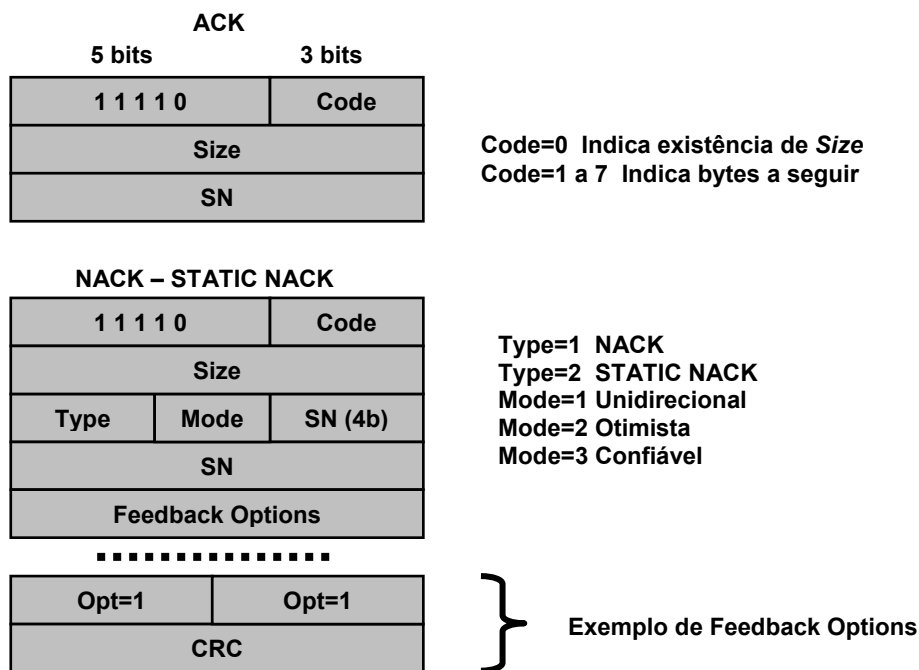 ACK
5 bits 3 bits
1 1 1 1 0 Code
Size
SN
Code=0 Indica existência de Size
Code=1 a 7 Indica bytes a seguir
NACK – STATIC NACK
1 1 1 1 0 Code
Size
Type Mode SN (4b)
SN
Feedback Options
Type=1 NACK
Type=2 STATIC NACK
Mode=1 Unidirecional
Mode=2 Otimista
Mode=3 Confiável
Opt=1 Opt=1
CRC
Exemplo de Feedback Options